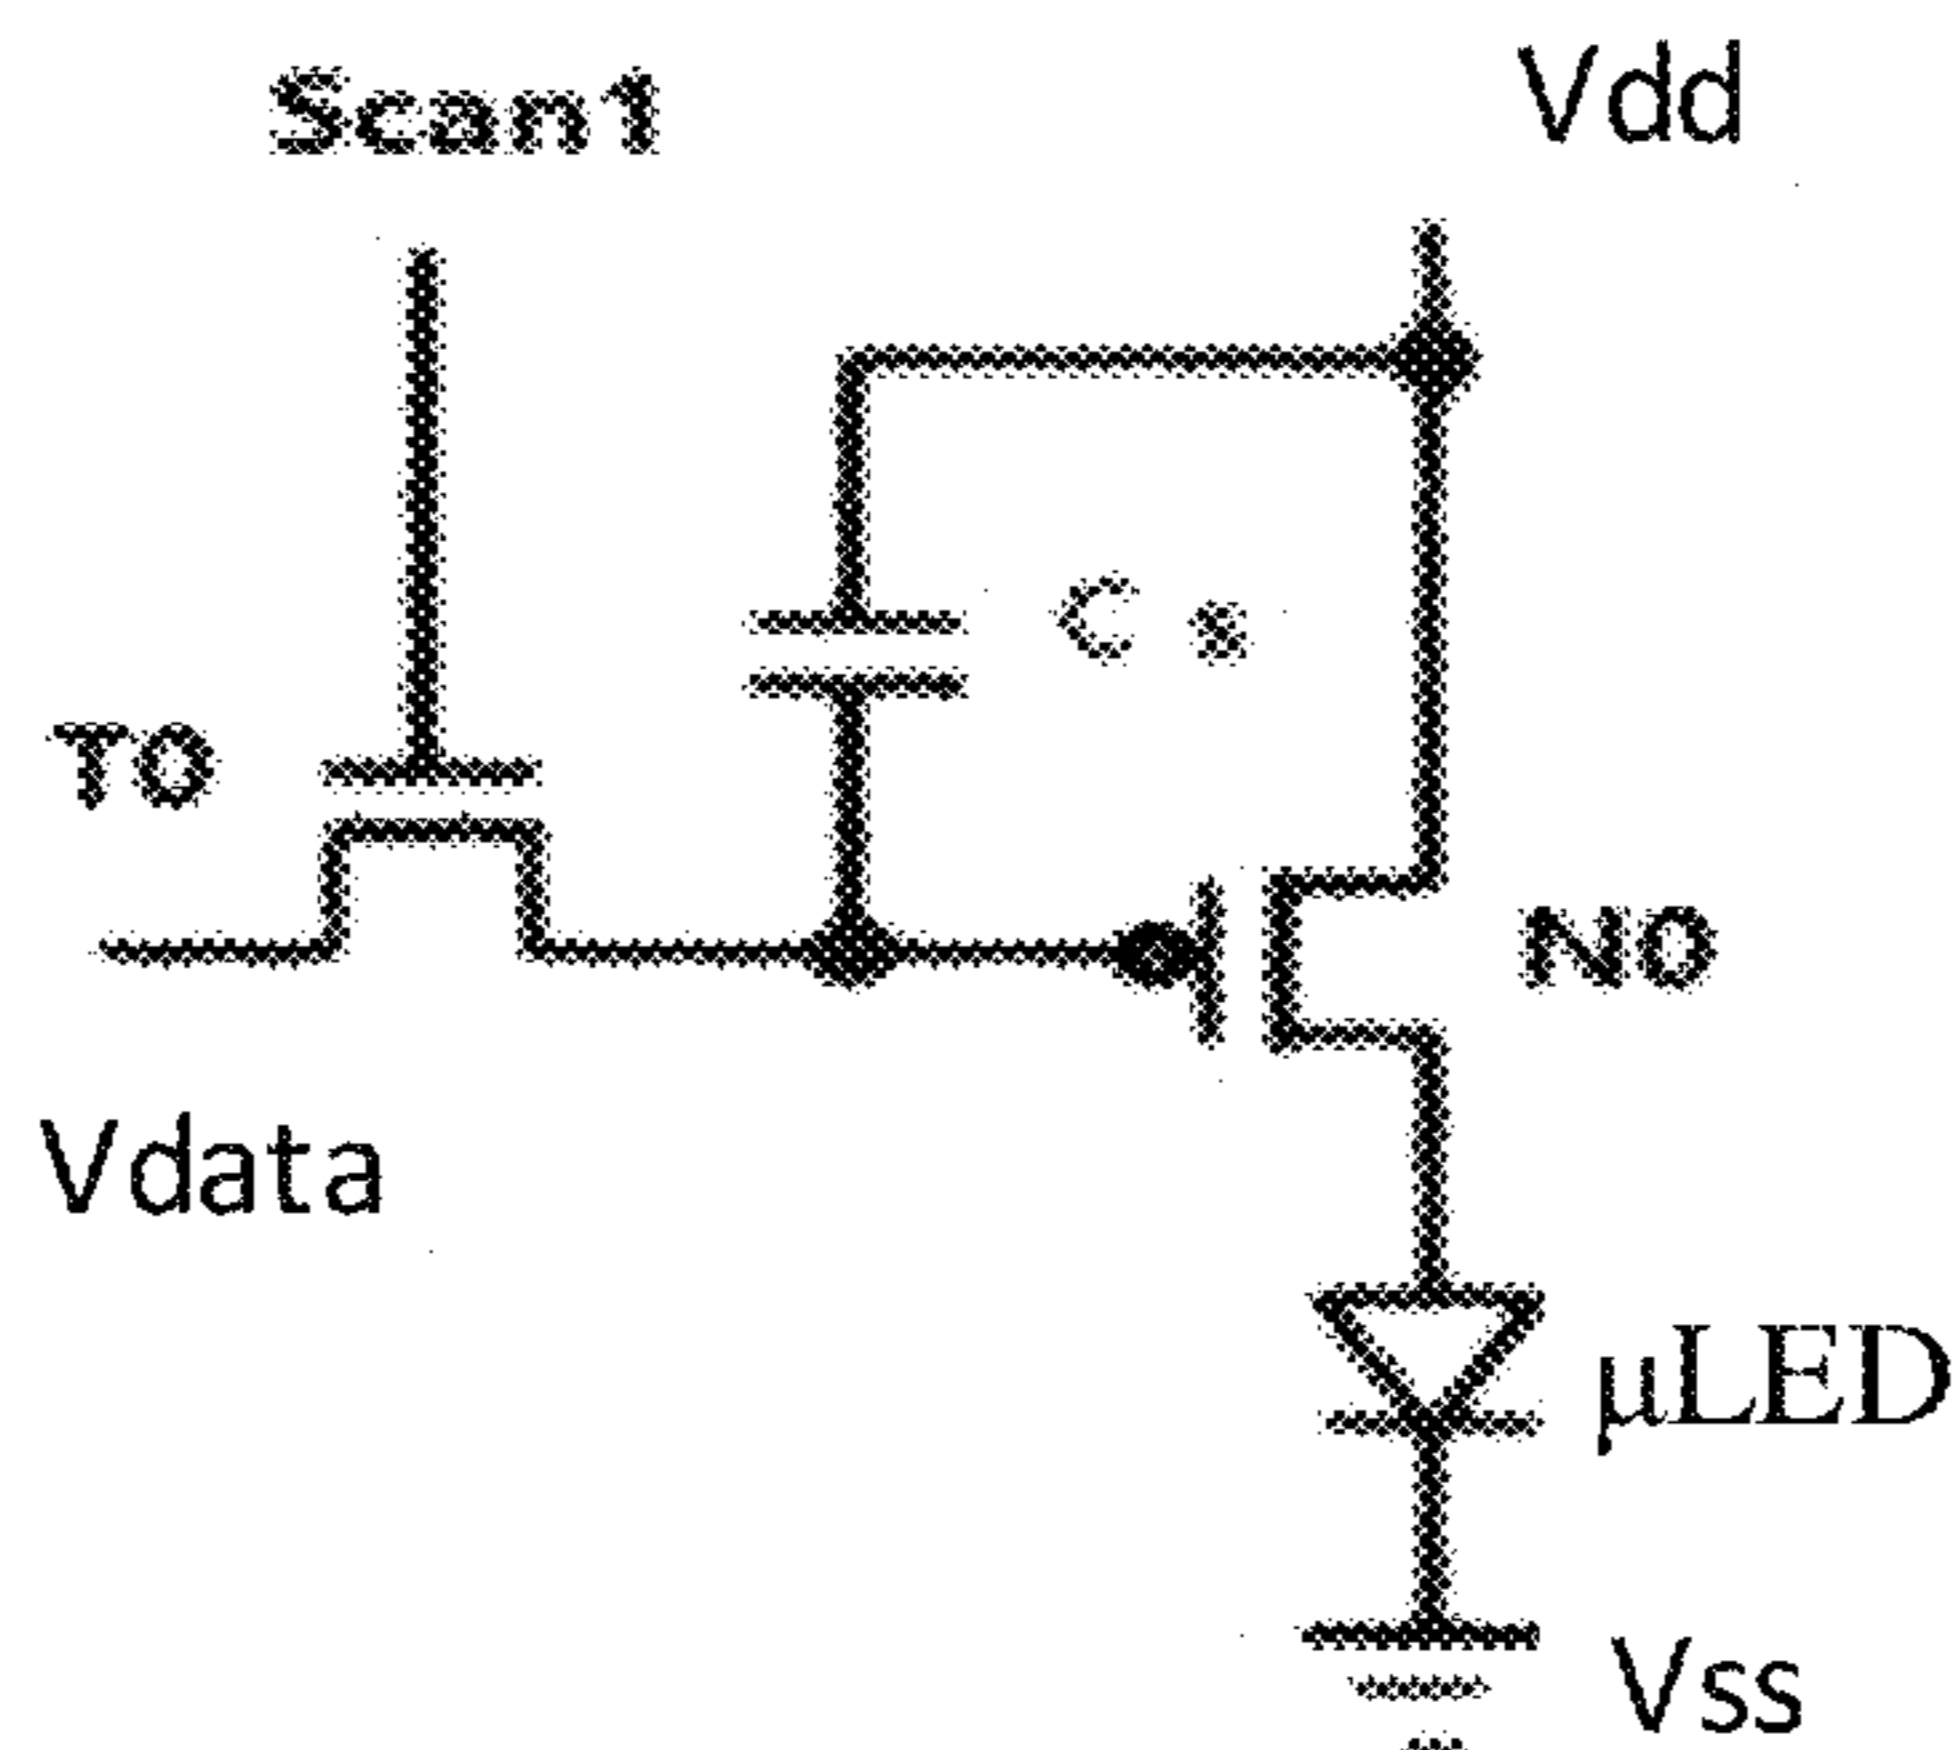 Scan1
Vdd
Cs
T0
N0
Vdata
μLED
Vss